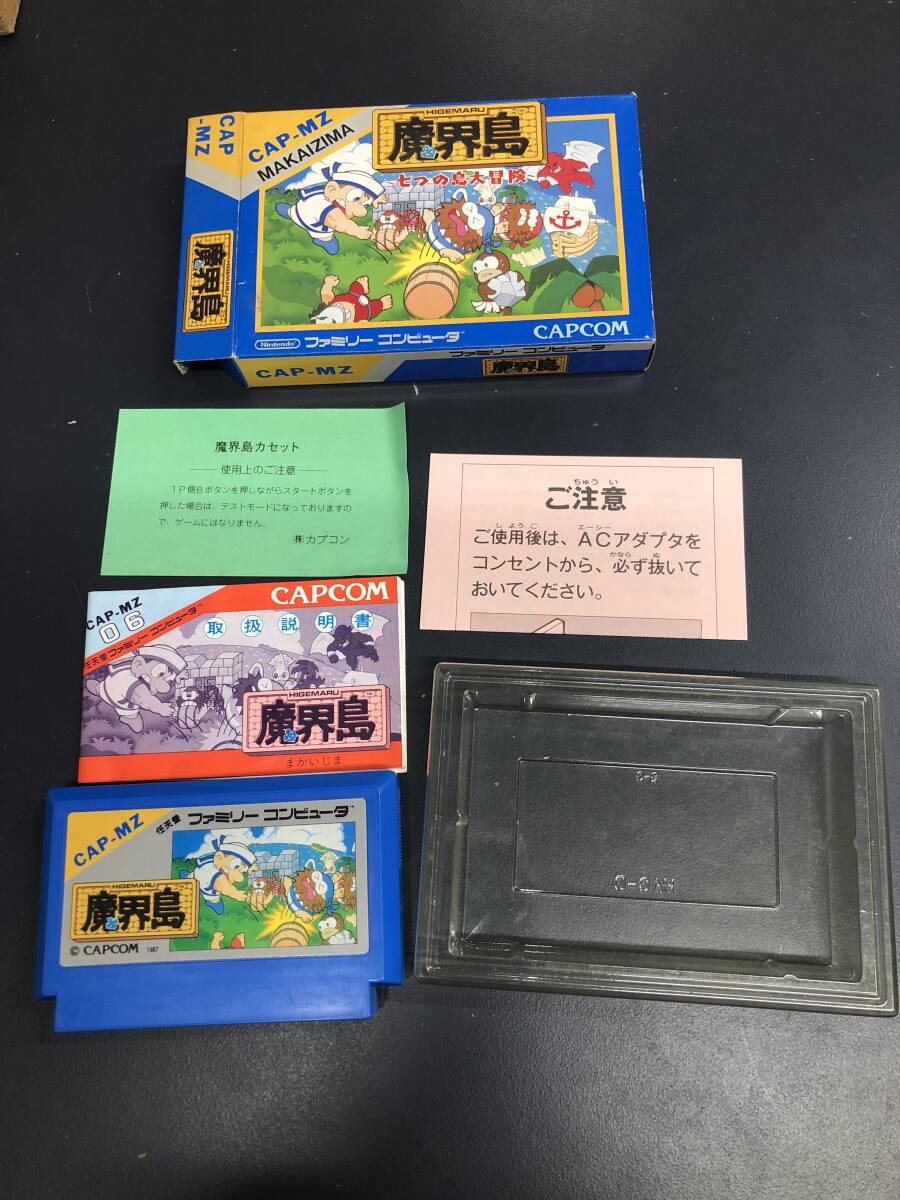 CAP
-MZ
HIGEMARU
魔界島
CAP-MZ
MAKAIZIMA
HIGEMARU
魔界島
TM
~七つの島大冒険~
Nintendo
ファミリーコンピュータ™
CAPCOM
CAP-MZ
ファミリーコンピュータ
魔界島
魔界島カセット
使用上のご注意
1P側Bボタンを押しながらスタートボタンを
押した場合は、テストモードになっておりますの
で、ゲームにはなりません。
㈱カプコン
ちゅう い
ご注意
しようご エーシー
ご使用後は、ACアダプタを
かなら ぬ
コンセントから、必ず抜いて
おいてください。
CAPCOM
CAP-MZ
06
任天堂ファミリーコンピュータ™
取扱説明書
HIGEMARU
魔界島
TM
まかいじま
CAP-MZ
任天堂 ファミリーコンピュータ™
HIGEMARU
魔界島
© CAPCOM 1987